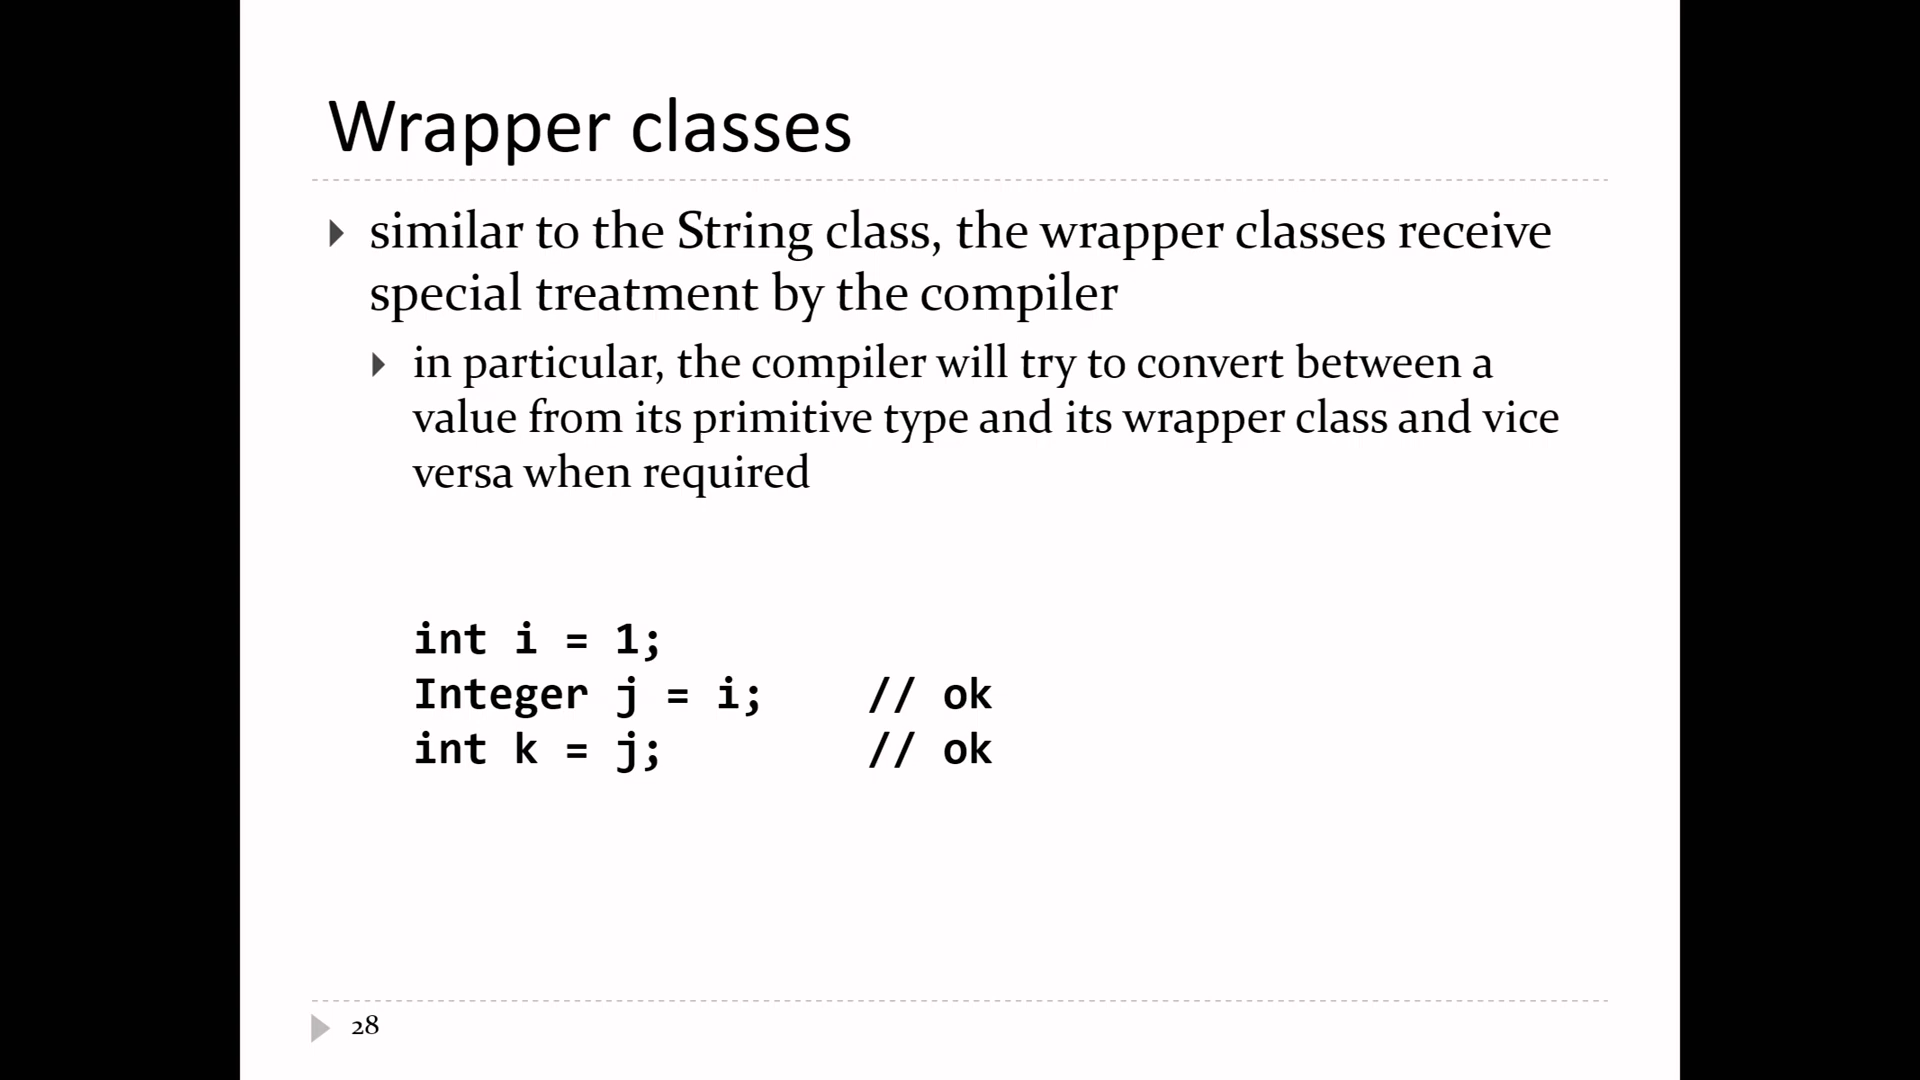 Wrapper classes
similar to the String class, the wrapper classes receive
special treatment by the compiler
in particular, the compiler will try to convert between a
value from its primitive type and its wrapper class and vice
versa when required
int i = 1;
Integer j = i;    // ok
int k = j;        // ok
28